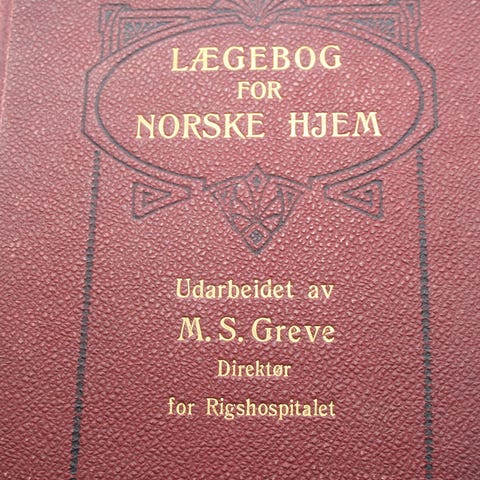 LÆGEBOG
FOR
NORSKE HJEM
Udarbeidet av
M. S. Greve
Direktør
for Rigshospitalet